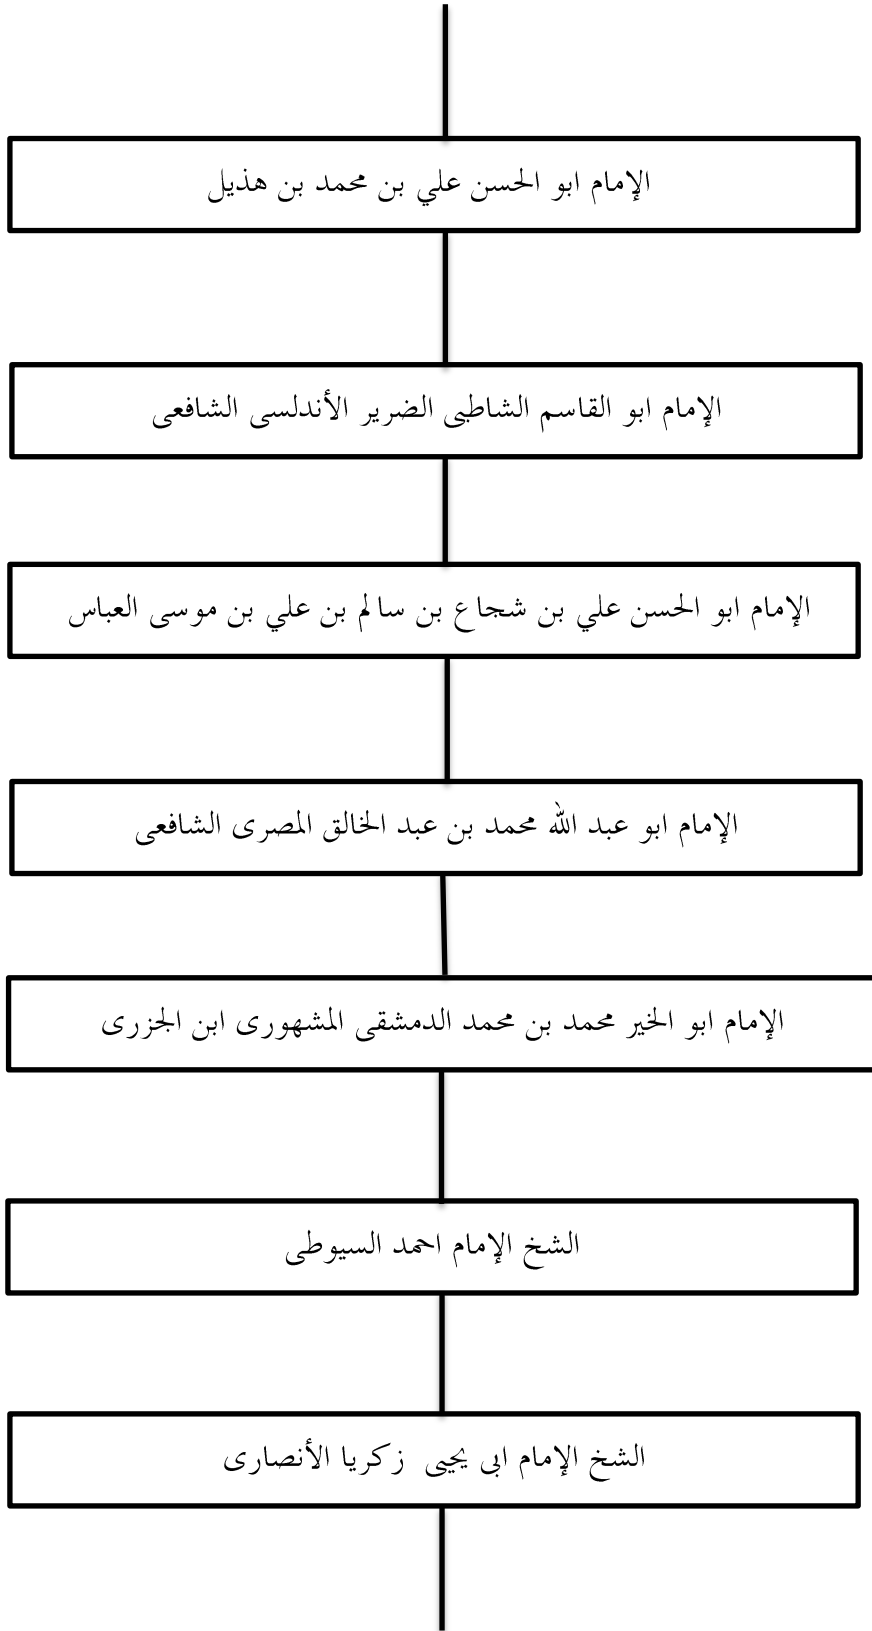 الإمام ابو الحسن علي بن محمد بن هذيل
الإمام ابو القاسم الشاطبى الضرير الأندلسى الشافعى
الإمام ابو الحسن علي بن شجاع بن سالم بن علي بن موسى العباس
الإمام ابو عبد الله محمد بن عبد الخالق المصرى الشافعى
الإمام ابو الخير محمد بن محمد الدمشقى المشهورى ابن الجزرى
الشخ الإمام احمد السيوطى
الشخ الإمام ابى يحيى زكريا الأنصارى